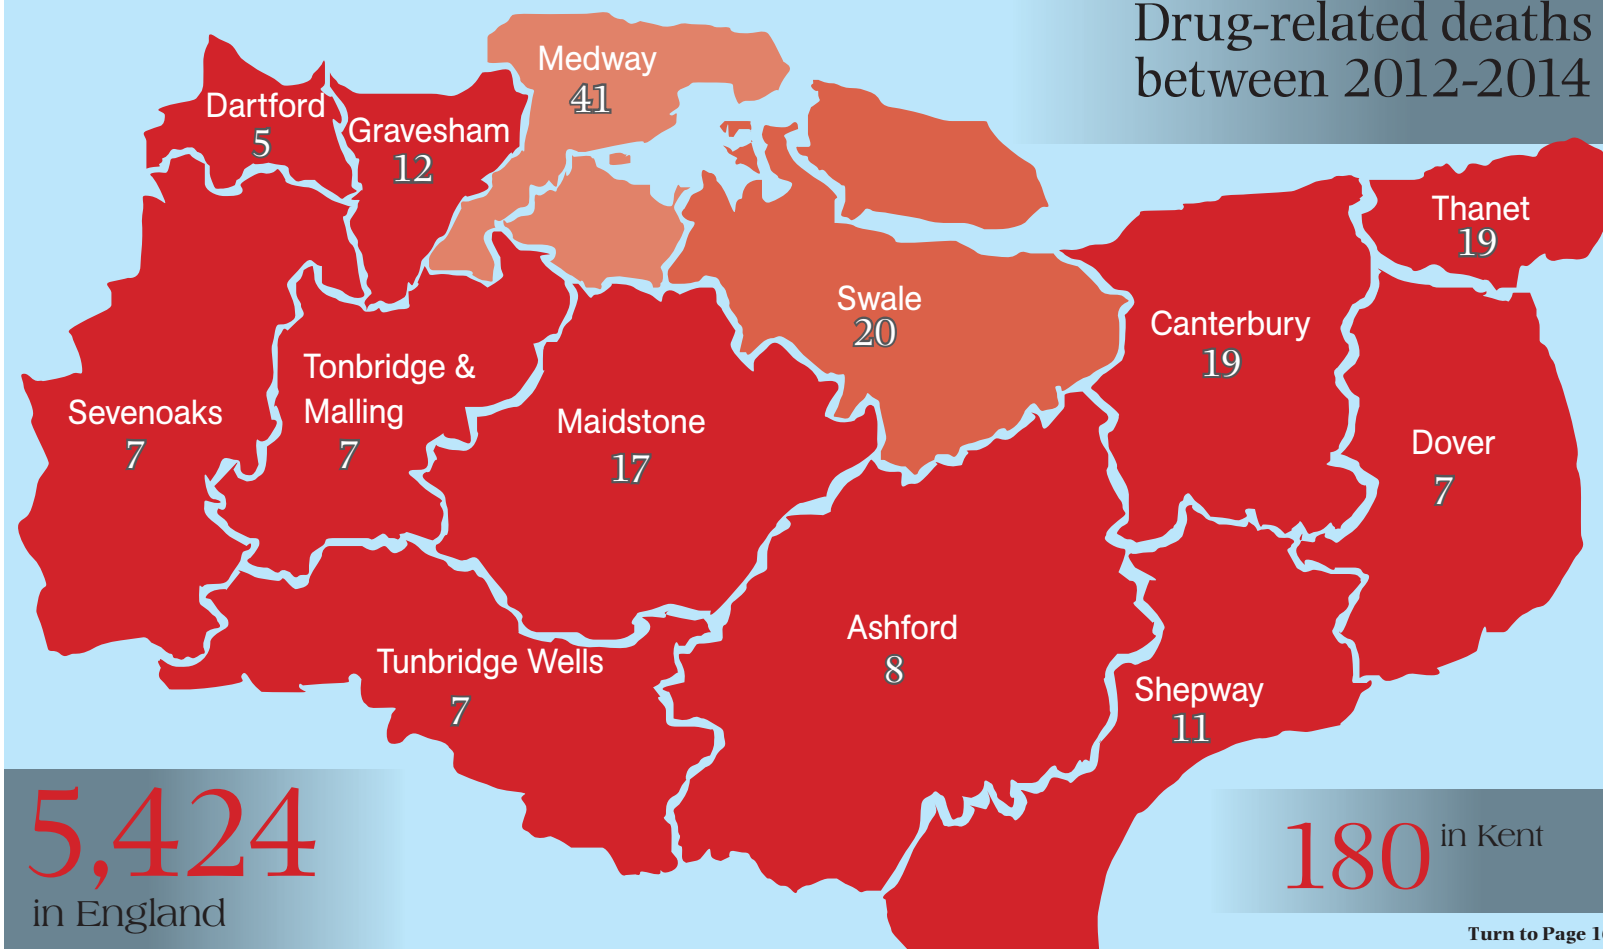 Drug-related deaths
between 2012-2014
Medway
41
Dartford
5
Gravesham
12
Thanet
19
Swale
20
Canterbury
19
Tonbridge &
Malling
7
Sevenoaks
7
Maidstone
17
Dover
7
Ashford
8
Tunbridge Wells
7
Shepway
11
5,424
in England
180 in Kent
Turn to Page